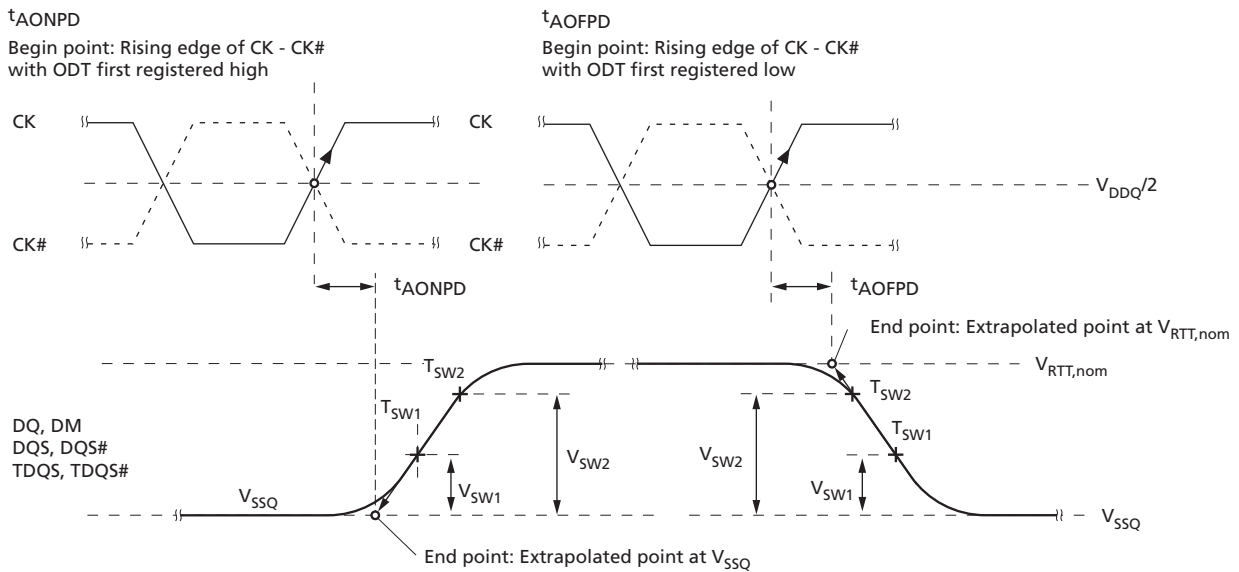 tAONPD
Begin point: Rising edge of CK - CK#
with ODT first registered high
tAOFPD
Begin point: Rising edge of CK - CK#
with ODT first registered low
CK
CK
VDDQ/2
CK#
CK#
tAONPD
tAOFPD
End point: Extrapolated point at VRTT,nom
TSW2
VRTT,nom
TSW2
TSW1
TSW1
DQ, DM
DQS, DQS#
TDQS, TDQS#
VSW2
VSW2
VSW1
VSW1
VSSQ
VSSQ
End point: Extrapolated point at VSSQ